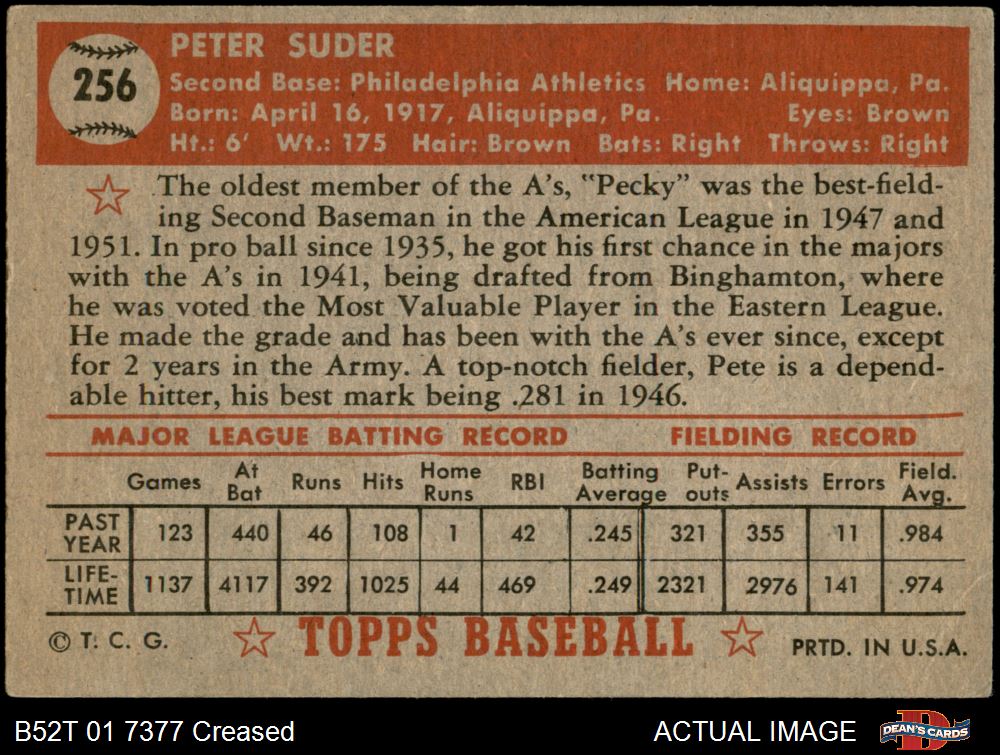 256
PETER SUDER
Second Base: Philadelphia Athletics Home: Aliquippa, Pa.
Born: April 16, 1917, Aliquippa, Pa. Eyes: Brown
Ht.: 6' Wt.: 175 Hair: Brown Bats: Right Throws: Right
The oldest member of the A's, "Pecky" was the best-field-
ing Second Baseman in the American League in 1947 and
1951. In pro ball since 1935, he got his first chance in the majors
with the A's in 1941, being drafted from Binghamton, where
he was voted the Most Valuable Player in the Eastern League.
He made the grade and has been with the A's ever since, except
for 2 years in the Army. A top-notch fielder, Pete is a depend-
able hitter, his best mark being .281 in 1946.
MAJOR LEAGUE BATTING RECORD FIELDING RECORD
Games At Bat Runs Hits Home Runs RBI Batting Average Put-outs Assists Errors Field. Avg.
PAST YEAR 123 440 46 108 1 42 .245 321 355 11 .984
LIFE-TIME 1137 4117 392 1025 44 469 .249 2321 2976 141 .974
© T. C. G. TOPPS BASEBALL PRTD. IN U.S.A.
B52T 01 7377 Creased ACTUAL IMAGE D DEAN'S CARDS